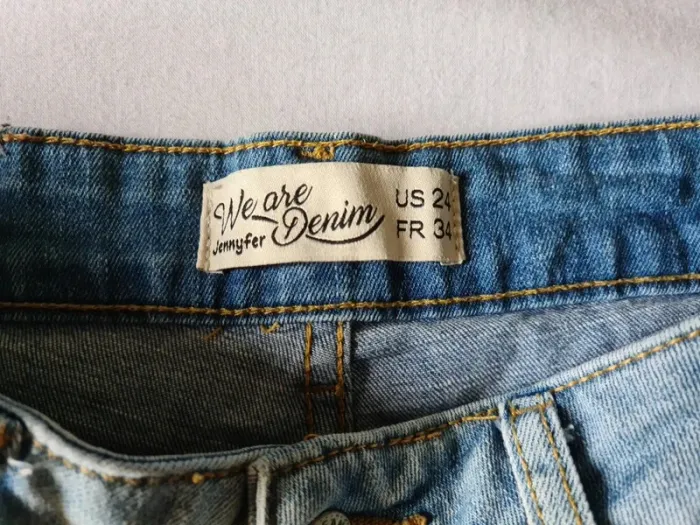 We are
Jennyfer Denim
US 24
FR 34